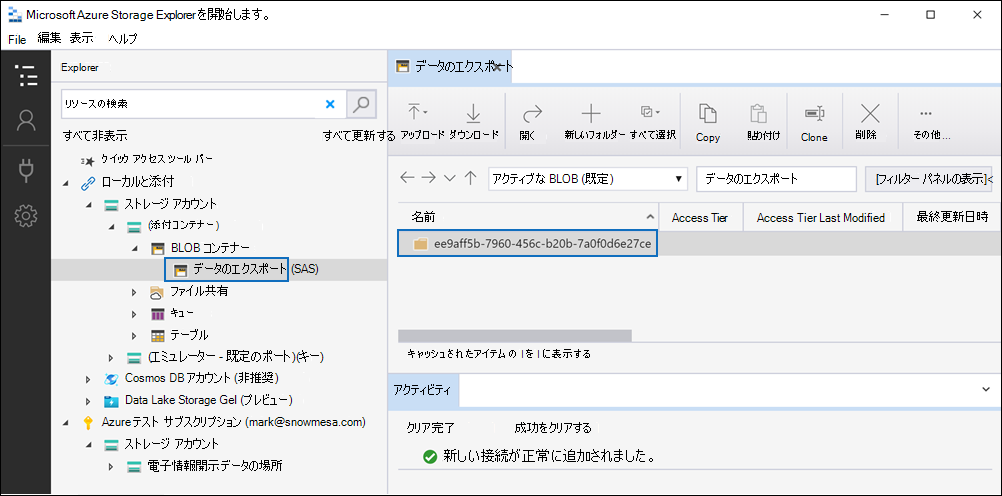 Microsoft Azure Storage Explorerを開始します。
File 編集 表示 ヘルプ
Explorer
リソースの検索
すべて非表示 すべて更新する
クイック アクセスツール バー
ローカルと添付
ストレージ アカウント
(添付コンテナー)
BLOB コンテナー
データのエクスポート (SAS)
ファイル共有
キュー
テーブル
(エミュレーター - 既定のポート)(キー)
Cosmos DBアカウント (非推奨)
Data Lake Storage Gel (プレビュー)
Azureテスト サブスクリプション (mark@snowmesa.com)
ストレージ アカウント
電子情報開示データの場所
データのエクスポート
アップロード ダウンロード 開く 新しいフォルダー すべて選択 Copy 貼り付け Clone 削除 その他...
アクティブな BLOB (既定) データのエクスポート [フィルター パネルの表示]<
名前 Access Tier Access Tier Last Modified 最終更新日時
ee9aff5b-7960-456c-b20b-7a0f0d6e27ce
キャッシュされたアイテムの 1を 1に表示する
アクティビティ
クリア完了 成功をクリアする
新しい接続が正常に追加されました。